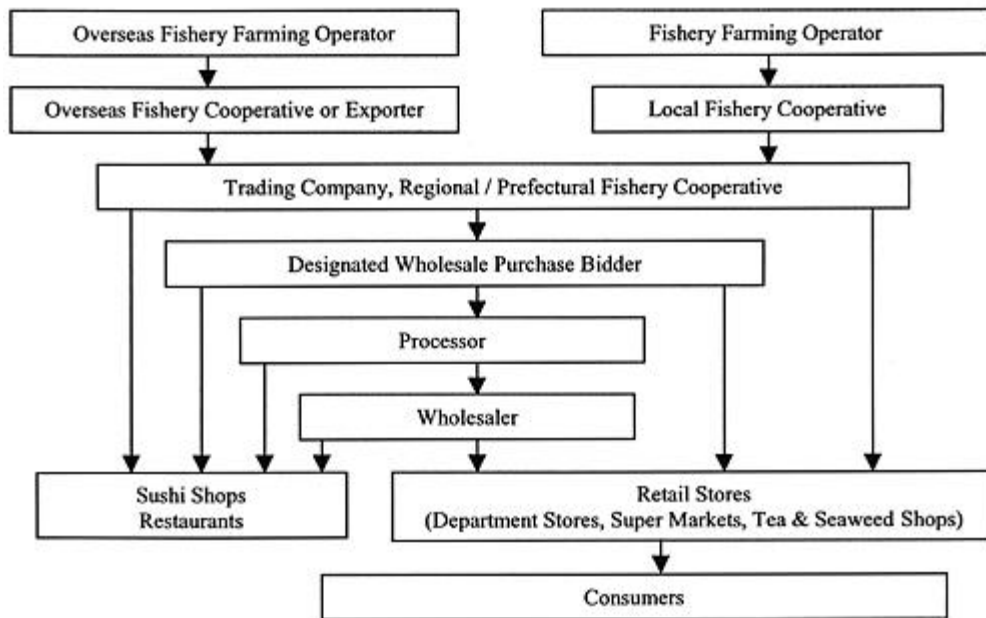 Overseas Fishery Farming Operator
Fishery Farming Operator
Overseas Fishery Cooperative or Exporter
Local Fishery Cooperative
Trading Company, Regional / Prefectural Fishery Cooperative
Designated Wholesale Purchase Bidder
Processor
Wholesaler
Sushi Shops
Restaurants
Retail Stores
(Department Stores, Super Markets, Tea & Seaweed Shops)
Consumers